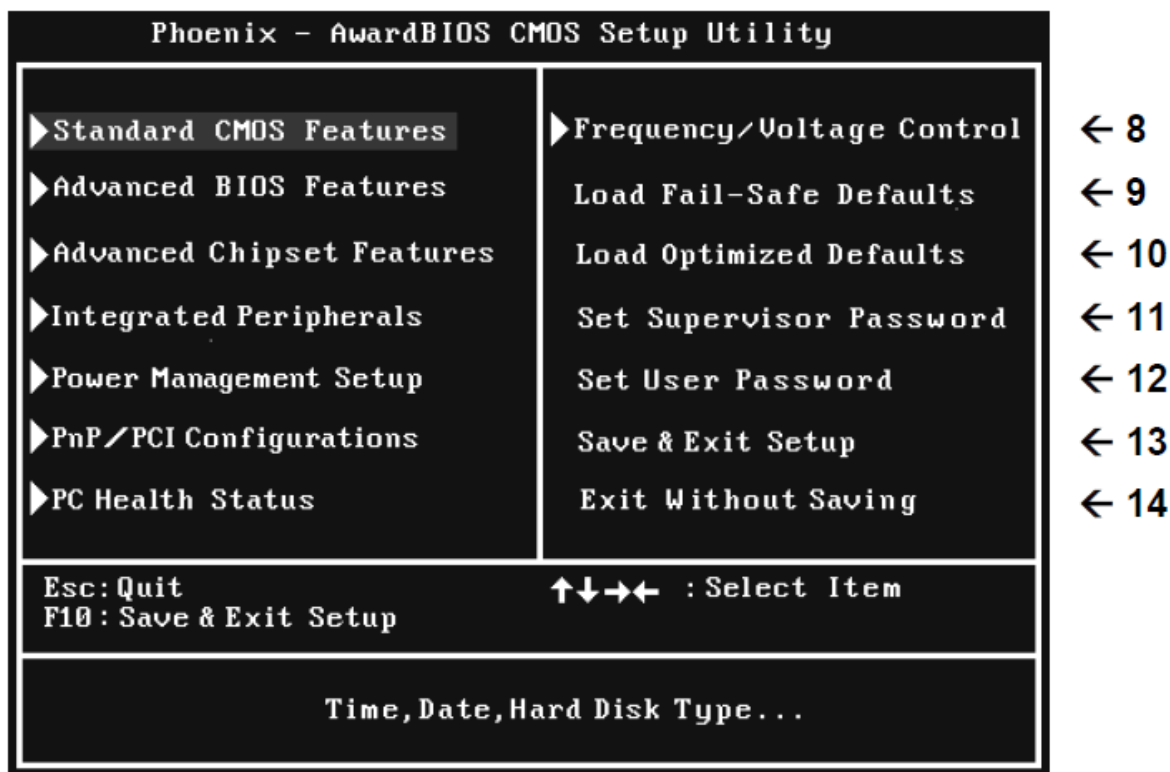 Phoenix - AwardBIOS CMOS Setup Utility
Standard CMOS Features
Advanced BIOS Features
Advanced Chipset Features
Integrated Peripherals
Power Management Setup
PnP/PCI Configurations
PC Health Status
Frequency/Voltage Control ← 8
Load Fail-Safe Defaults ← 9
Load Optimized Defaults ← 10
Set Supervisor Password ← 11
Set User Password ← 12
Save & Exit Setup ← 13
Exit Without Saving ← 14
Esc:Quit
F10:Save & Exit Setup
↑↓→← :Select Item
Time,Date,Hard Disk Type...